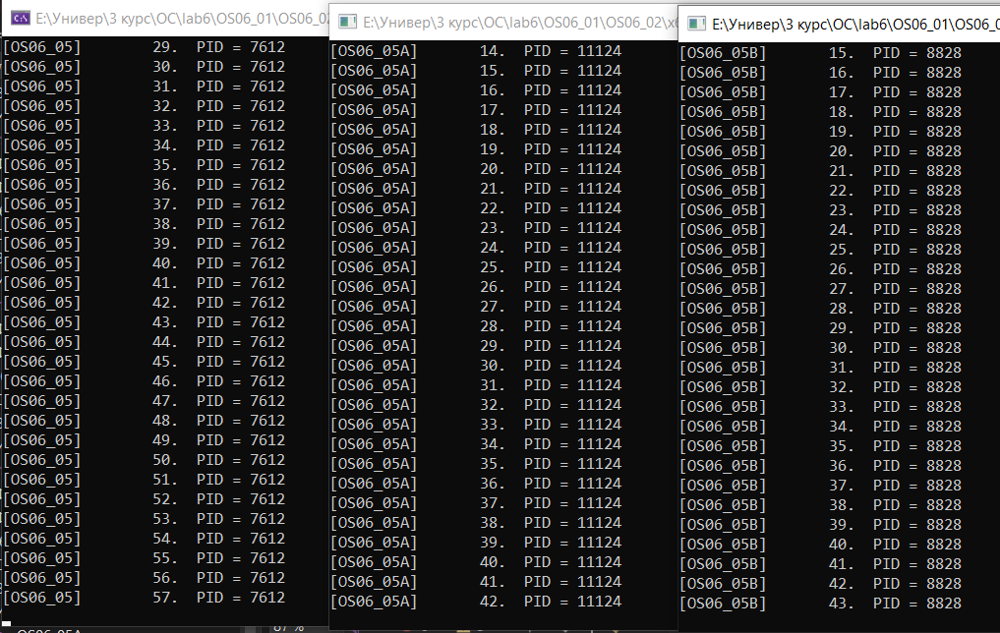 E:\Универ\3 курс\ОС\lab6\OS06_01\OS06_02
[OS06_05] 29. PID = 7612
[OS06_05] 30. PID = 7612
[OS06_05] 31. PID = 7612
[OS06_05] 32. PID = 7612
[OS06_05] 33. PID = 7612
[OS06_05] 34. PID = 7612
[OS06_05] 35. PID = 7612
[OS06_05] 36. PID = 7612
[OS06_05] 37. PID = 7612
[OS06_05] 38. PID = 7612
[OS06_05] 39. PID = 7612
[OS06_05] 40. PID = 7612
[OS06_05] 41. PID = 7612
[OS06_05] 42. PID = 7612
[OS06_05] 43. PID = 7612
[OS06_05] 44. PID = 7612
[OS06_05] 45. PID = 7612
[OS06_05] 46. PID = 7612
[OS06_05] 47. PID = 7612
[OS06_05] 48. PID = 7612
[OS06_05] 49. PID = 7612
[OS06_05] 50. PID = 7612
[OS06_05] 51. PID = 7612
[OS06_05] 52. PID = 7612
[OS06_05] 53. PID = 7612
[OS06_05] 54. PID = 7612
[OS06_05] 55. PID = 7612
[OS06_05] 56. PID = 7612
[OS06_05] 57. PID = 7612
E:\Универ\3 курс\ОС\lab6\OS06_01\OS06_02\x6
[OS06_05A] 14. PID = 11124
[OS06_05A] 15. PID = 11124
[OS06_05A] 16. PID = 11124
[OS06_05A] 17. PID = 11124
[OS06_05A] 18. PID = 11124
[OS06_05A] 19. PID = 11124
[OS06_05A] 20. PID = 11124
[OS06_05A] 21. PID = 11124
[OS06_05A] 22. PID = 11124
[OS06_05A] 23. PID = 11124
[OS06_05A] 24. PID = 11124
[OS06_05A] 25. PID = 11124
[OS06_05A] 26. PID = 11124
[OS06_05A] 27. PID = 11124
[OS06_05A] 28. PID = 11124
[OS06_05A] 29. PID = 11124
[OS06_05A] 30. PID = 11124
[OS06_05A] 31. PID = 11124
[OS06_05A] 32. PID = 11124
[OS06_05A] 33. PID = 11124
[OS06_05A] 34. PID = 11124
[OS06_05A] 35. PID = 11124
[OS06_05A] 36. PID = 11124
[OS06_05A] 37. PID = 11124
[OS06_05A] 38. PID = 11124
[OS06_05A] 39. PID = 11124
[OS06_05A] 40. PID = 11124
[OS06_05A] 41. PID = 11124
[OS06_05A] 42. PID = 11124
E:\Универ\3 курс\ОС\lab6\OS06_01\OS06_0
[OS06_05B] 15. PID = 8828
[OS06_05B] 16. PID = 8828
[OS06_05B] 17. PID = 8828
[OS06_05B] 18. PID = 8828
[OS06_05B] 19. PID = 8828
[OS06_05B] 20. PID = 8828
[OS06_05B] 21. PID = 8828
[OS06_05B] 22. PID = 8828
[OS06_05B] 23. PID = 8828
[OS06_05B] 24. PID = 8828
[OS06_05B] 25. PID = 8828
[OS06_05B] 26. PID = 8828
[OS06_05B] 27. PID = 8828
[OS06_05B] 28. PID = 8828
[OS06_05B] 29. PID = 8828
[OS06_05B] 30. PID = 8828
[OS06_05B] 31. PID = 8828
[OS06_05B] 32. PID = 8828
[OS06_05B] 33. PID = 8828
[OS06_05B] 34. PID = 8828
[OS06_05B] 35. PID = 8828
[OS06_05B] 36. PID = 8828
[OS06_05B] 37. PID = 8828
[OS06_05B] 38. PID = 8828
[OS06_05B] 39. PID = 8828
[OS06_05B] 40. PID = 8828
[OS06_05B] 41. PID = 8828
[OS06_05B] 42. PID = 8828
[OS06_05B] 43. PID = 8828